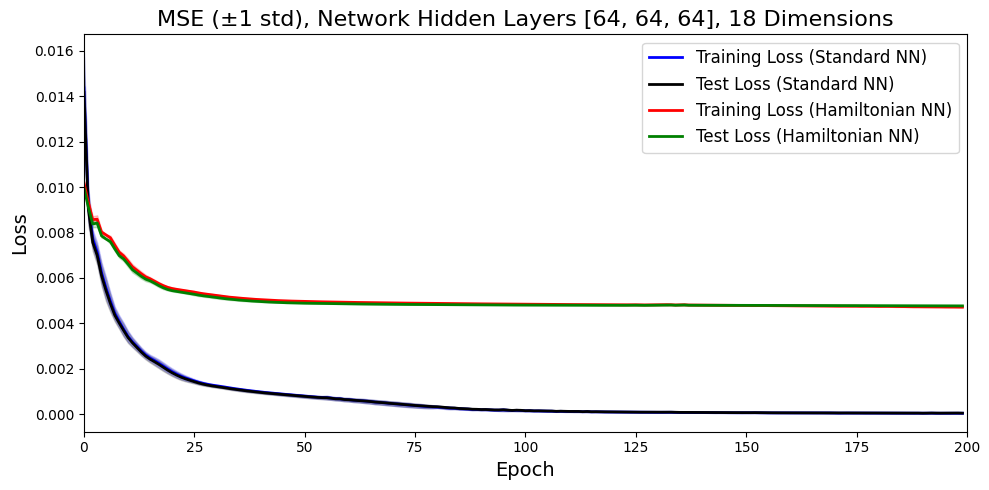 MSE (±1 std), Network Hidden Layers [64, 64, 64], 18 Dimensions
Training Loss (Standard NN)
Test Loss (Standard NN)
Training Loss (Hamiltonian NN)
Test Loss (Hamiltonian NN)
Loss
0.016
0.014
0.012
0.010
0.008
0.006
0.004
0.002
0.000
0 25 50 75 100 125 150 175 200
Epoch